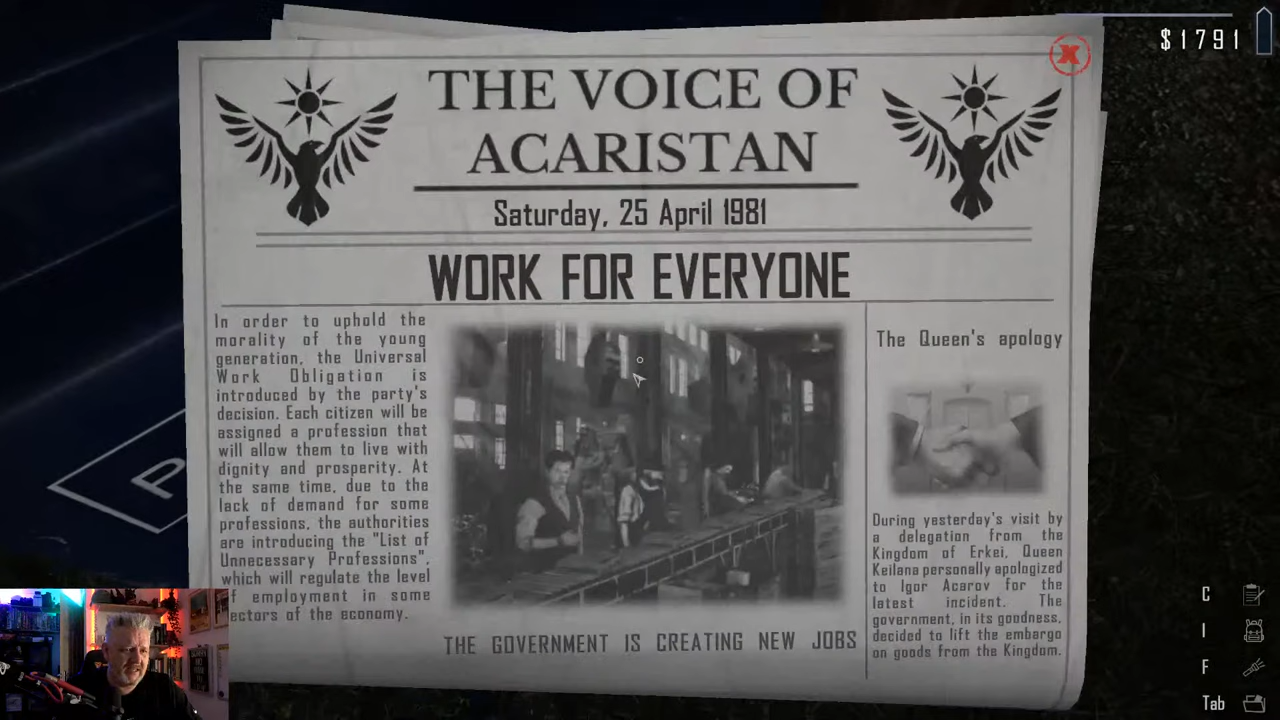 $1791
X
THE VOICE OF
ACARISTAN
Saturday, 25 April 1981
WORK FOR EVERYONE
In order to uphold the
morality of the young
generation, the Universal
Work Obligation is
introduced by the party's
decision. Each citizen will be
assigned a profession that
will allow them to live with
dignity and prosperity. At
the same time, due to the
lack of demand for some
professions, the authorities
are introducing the "List of
Unnecessary Professions",
which will regulate the level
f employment in some
ectors of the economy.
THE GOVERNMENT IS CREATING NEW JOBS
The Queen's apology
During yesterday's visit by
a delegation from the
Kingdom of Erkei, Queen
Keilana personally apologized
to Igor Acarov for the
latest incident. The
government, in its goodness,
decided to lift the embargo
on goods from the Kingdom.
P
C
I
F
Tab